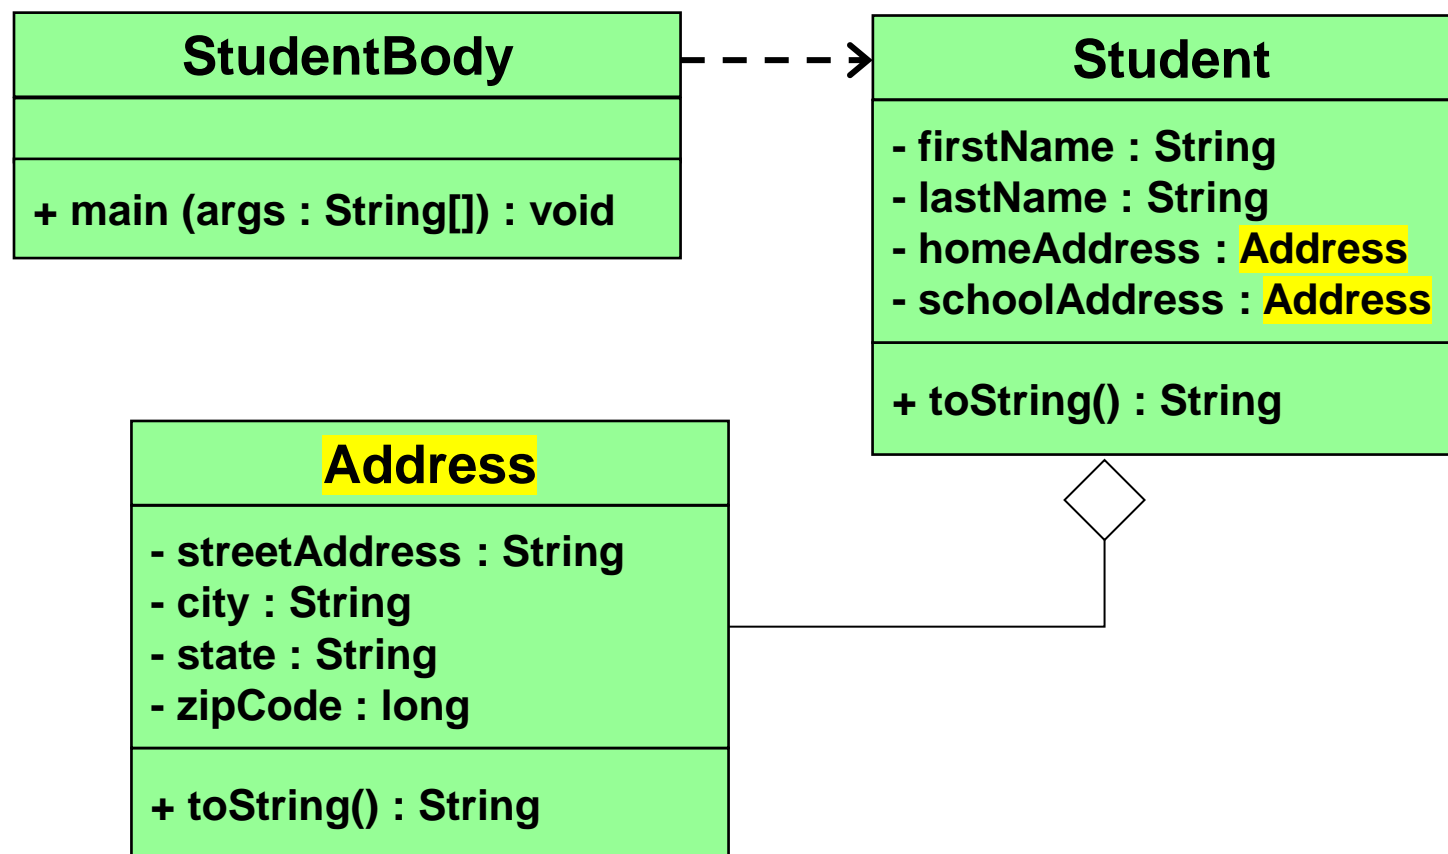 StudentBody
+ main (args : String[]) : void
Student
- firstName : String
- lastName : String
- homeAddress : Address
- schoolAddress : Address
+ toString() : String
Address
- streetAddress : String
- city : String
- state : String
- zipCode : long
+ toString() : String